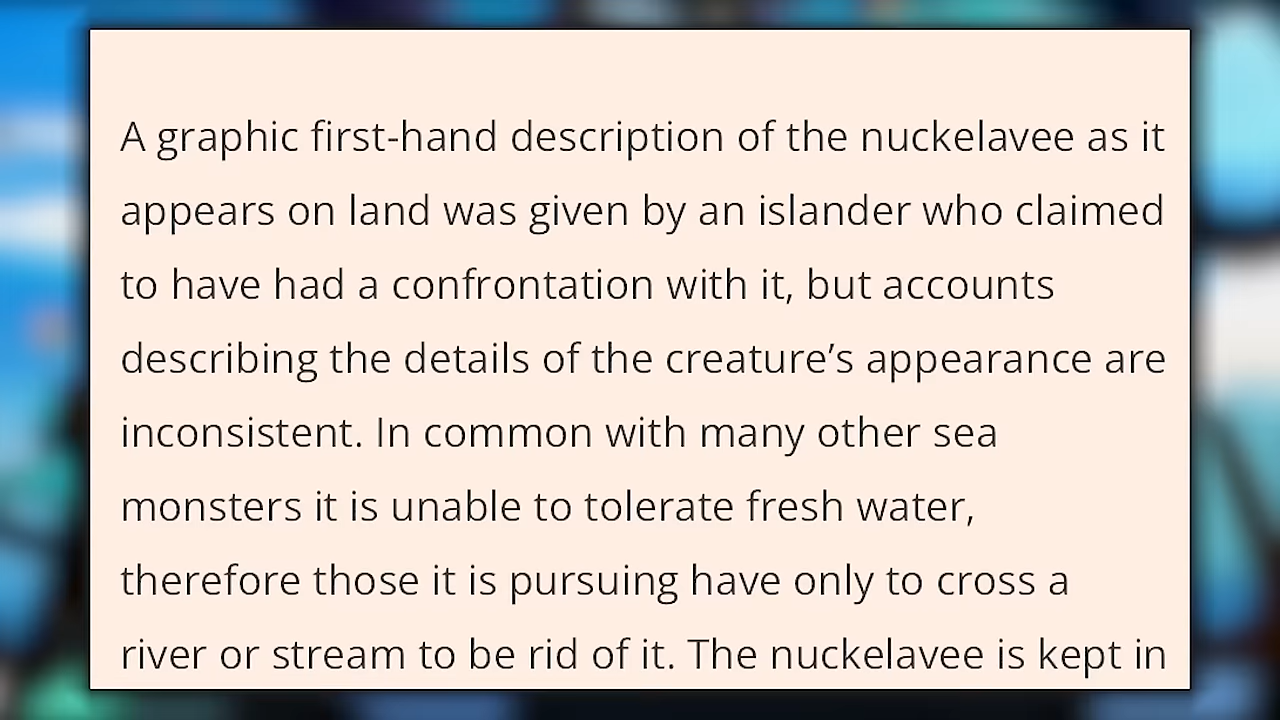 A graphic first-hand description of the nuckelavee as it
appears on land was given by an islander who claimed
to have had a confrontation with it, but accounts
describing the details of the creature’s appearance are
inconsistent. In common with many other sea
monsters it is unable to tolerate fresh water,
therefore those it is pursuing have only to cross a
river or stream to be rid of it. The nuckelavee is kept in